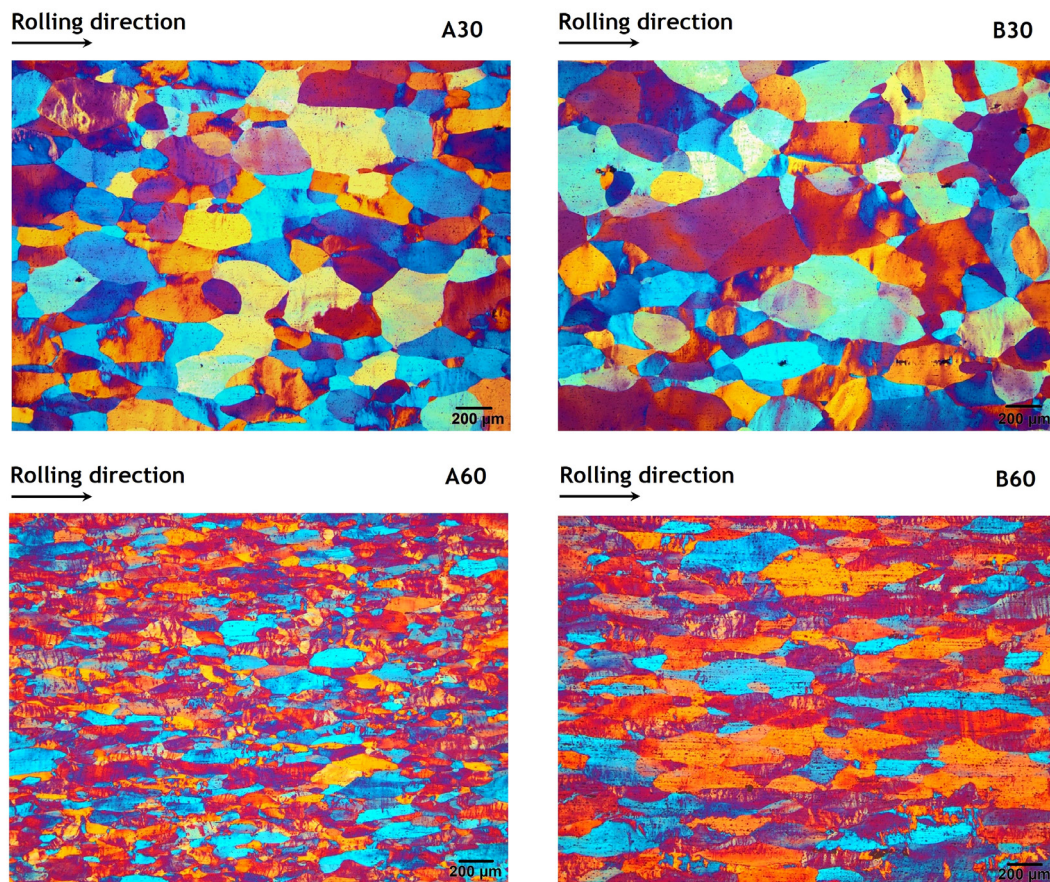 Rolling direction
A30
Rolling direction
B30
200 µm
200 µm
Rolling direction
A60
Rolling direction
B60
200 µm
200 µm